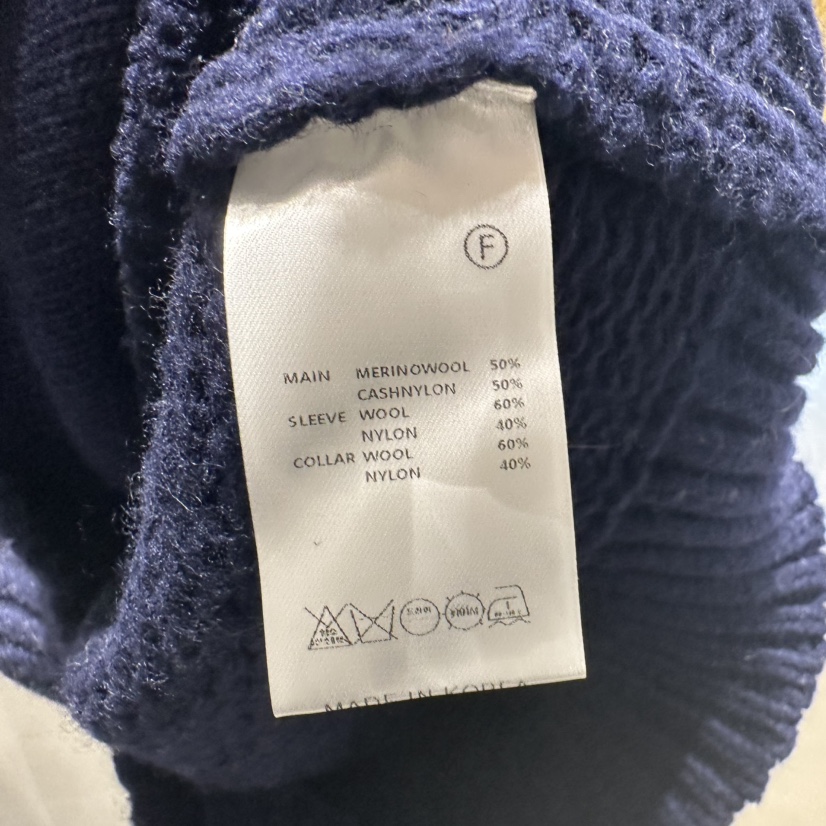 F
MAIN MERINOWOOL 50%
CASHNYLON 50%
SLEEVE WOOL 60%
NYLON 40%
COLLAR WOOL 60%
NYLON 40%
MADE IN KOREA